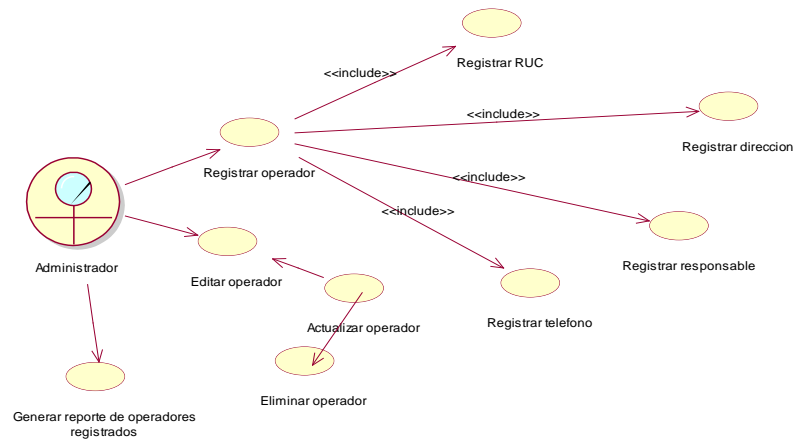 Registrar RUC
<<include>>
<<include>>
Registrar direccion
Registrar operador
<<include>>
<<include>>
Administrador
Editar operador
Registrar responsable
Actualizar operador
Registrar telefono
Eliminar operador
Generar reporte de operadores
registrados